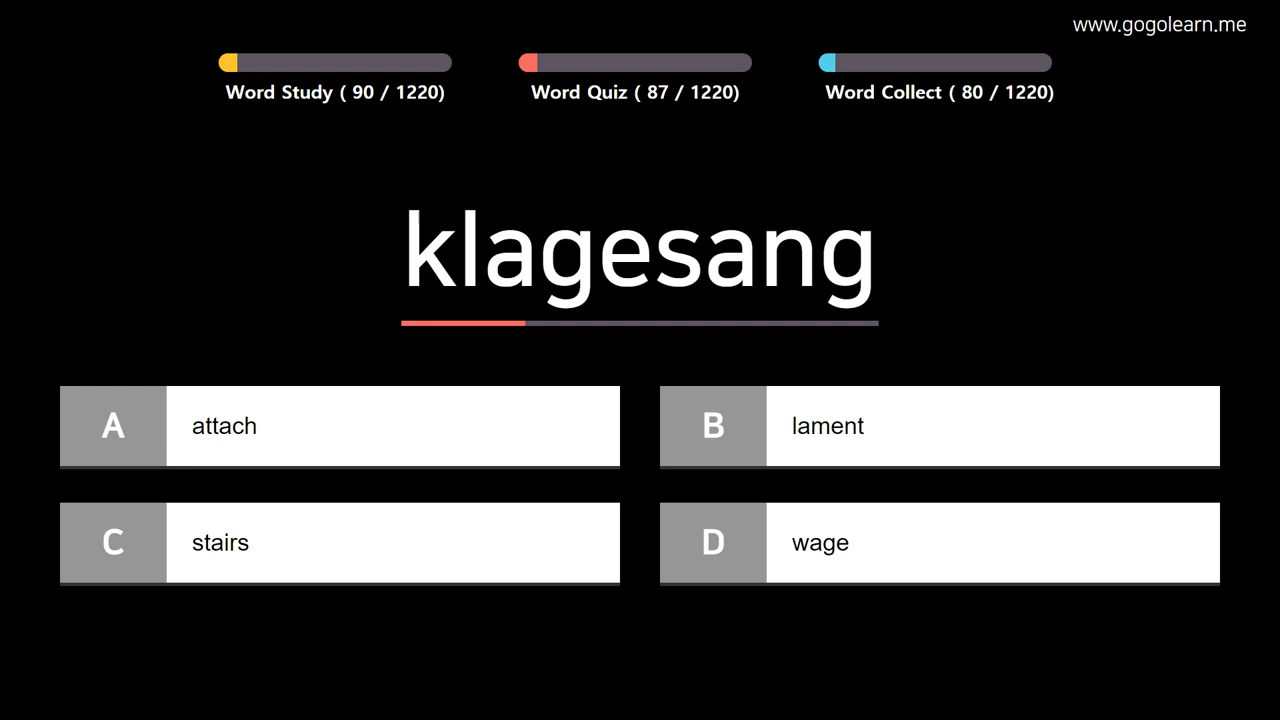 www.gogolearn.me
Word Study ( 90 / 1220)
Word Quiz ( 87 / 1220)
Word Collect ( 80 / 1220)
klagesang
A attach
B lament
C stairs
D wage